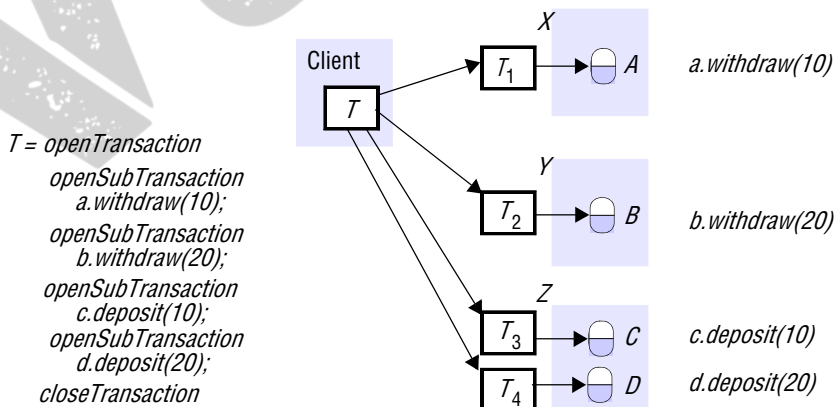 T = openTransaction
openSubTransaction
a.withdraw(10);
openSubTransaction
b.withdraw(20);
openSubTransaction
c.deposit(10);
openSubTransaction
d.deposit(20);
closeTransaction
Client
T
X
T1
A
a.withdraw(10)
Y
T2
B
b.withdraw(20)
Z
T3
C
c.deposit(10)
T4
D
d.deposit(20)